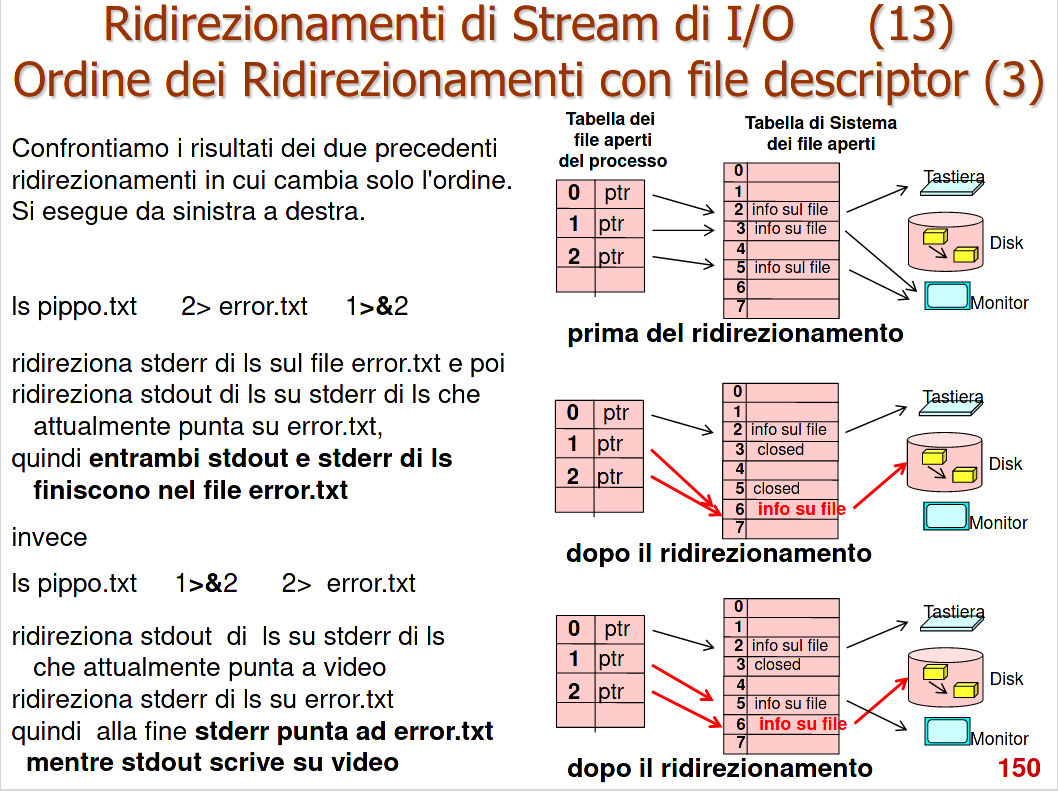 Ridirezionamenti di Stream di I/O (13)
Ordine dei Ridirezionamenti con file descriptor (3)
Confrontiamo i risultati dei due precedenti
ridirezionamenti in cui cambia solo l'ordine.
Si esegue da sinistra a destra.
ls pippo.txt 2> error.txt 1>&2
ridireziona stderr di ls sul file error.txt e poi
ridireziona stdout di ls su stderr di ls che
attualmente punta su error.txt,
quindi entrambi stdout e stderr di ls
finiscono nel file error.txt
invece
ls pippo.txt 1>&2 2> error.txt
ridireziona stdout di ls su stderr di ls
che attualmente punta a video
ridireziona stderr di ls su error.txt
quindi alla fine stderr punta ad error.txt
mentre stdout scrive su video
Tabella dei
file aperti
del processo
0 ptr
1 ptr
2 ptr
Tabella di Sistema
dei file aperti
0
1
2 info sul file
3 info su file
4
5 info sul file
6
7
Tastiera
Disk
Monitor
prima del ridirezionamento
0 ptr
1 ptr
2 ptr
0
1
2 info sul file
3 closed
4
5 closed
6 info su file
7
Tastiera
Disk
Monitor
dopo il ridirezionamento
0 ptr
1 ptr
2 ptr
0
1
2 info sul file
3 closed
4
5 info su file
6 info su file
7
Tastiera
Disk
Monitor
dopo il ridirezionamento
150